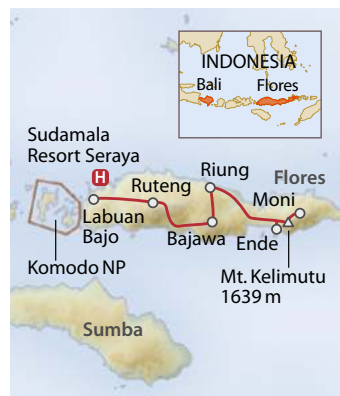 INDONESIA
Bali
Flores
Sudamala
Resort Seraya
H
Riung
Ruteng
Flores
Moni
Labuan
Bajo
Bajawa
Ende
Komodo NP
Mt. Kelimutu
1639 m
Sumba